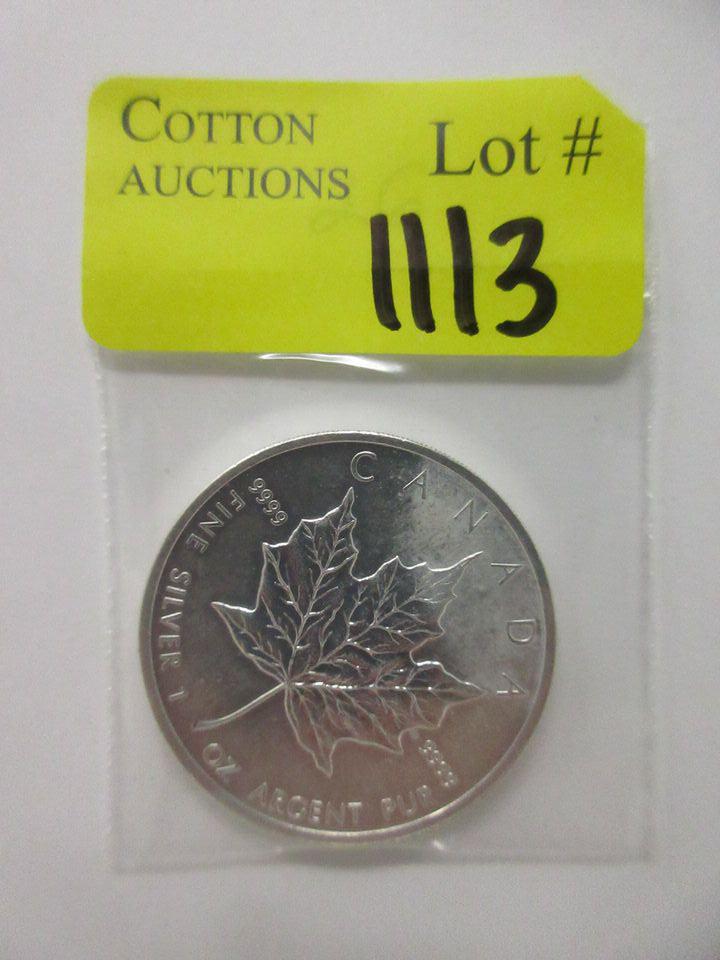 COTTON
AUCTIONS
Lot #
1113
CANADA
9999
FINE SILVER 1 OZ ARGENT PUR
9999